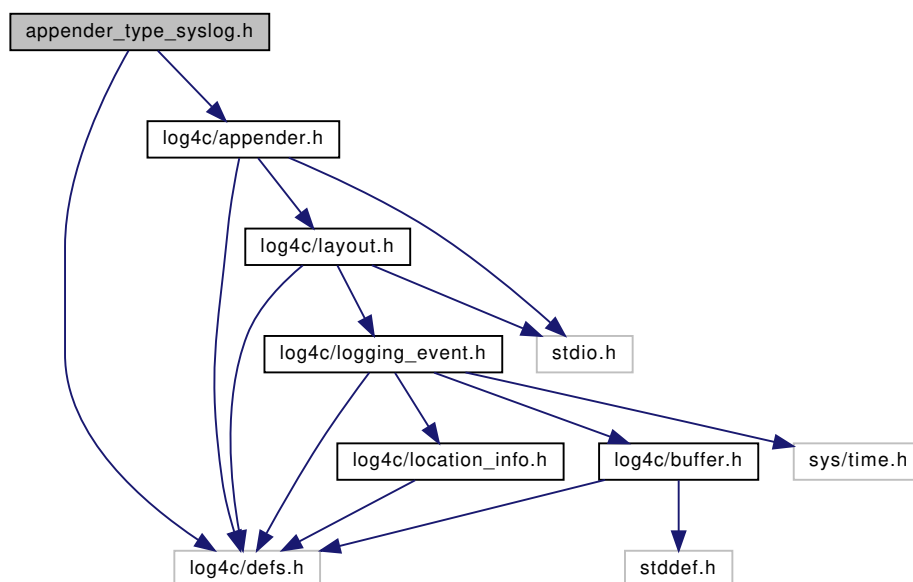 appender_type_syslog.h
log4c/appender.h
log4c/layout.h
log4c/logging_event.h
stdio.h
log4c/location_info.h
log4c/buffer.h
sys/time.h
log4c/defs.h
stddef.h